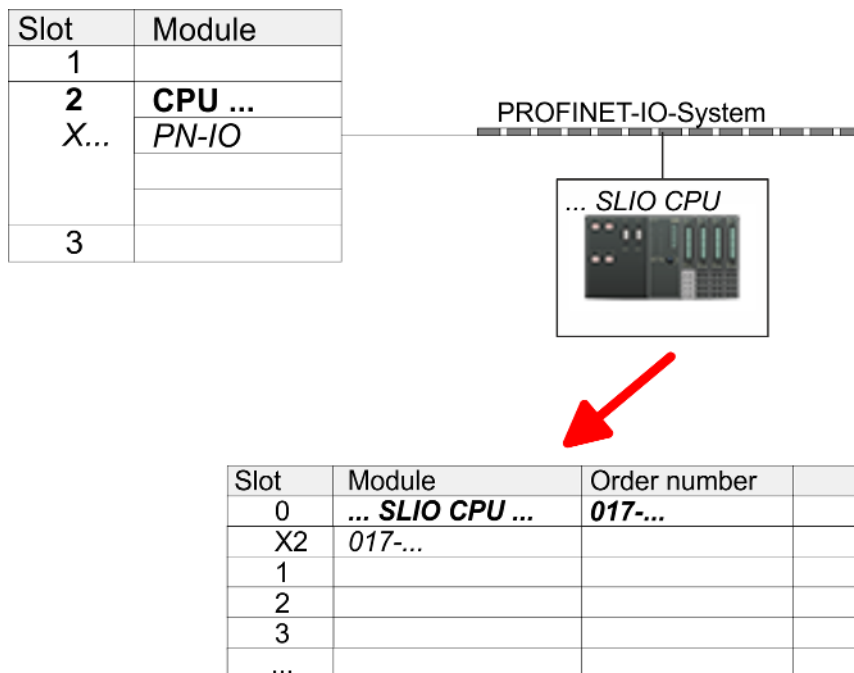 Slot Module
1
2 CPU ...
X... PN-IO
3
PROFINET-IO-System
... SLIO CPU
Slot Module Order number
0 ... SLIO CPU ... 017-...
X2 017-...
1
2
3
...